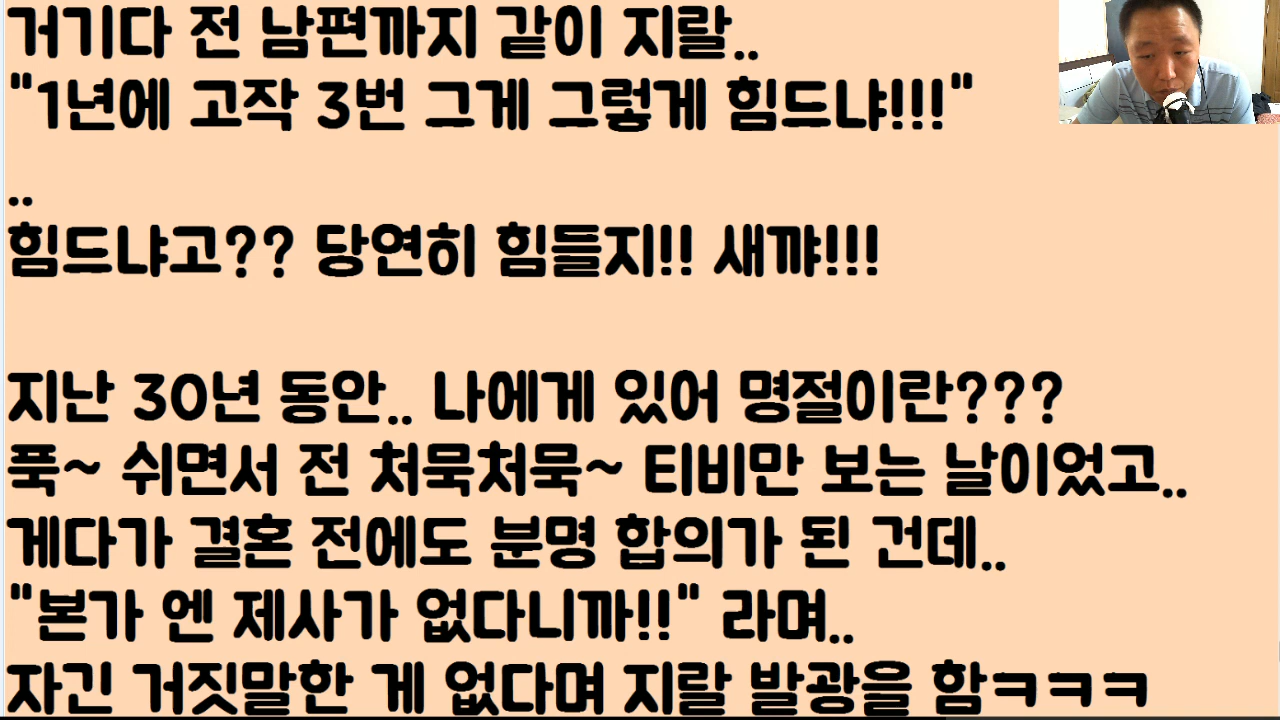 거기다 전 남편까지 같이 지랄..
"1년에 고작 3번 그게 그렇게 힘드냐!!!"
..
힘드냐고?? 당연히 힘들지!! 새꺄!!!
지난 30년 동안.. 나에게 있어 명절이란???
푹~ 쉬면서 전 처묵처묵~ 티비만 보는 날이었고..
게다가 결혼 전에도 분명 합의가 된 건데..
"본가 엔 제사가 없다니까!!" 라며..
자긴 거짓말한 게 없다며 지랄 발광을 함ㅋㅋㅋ